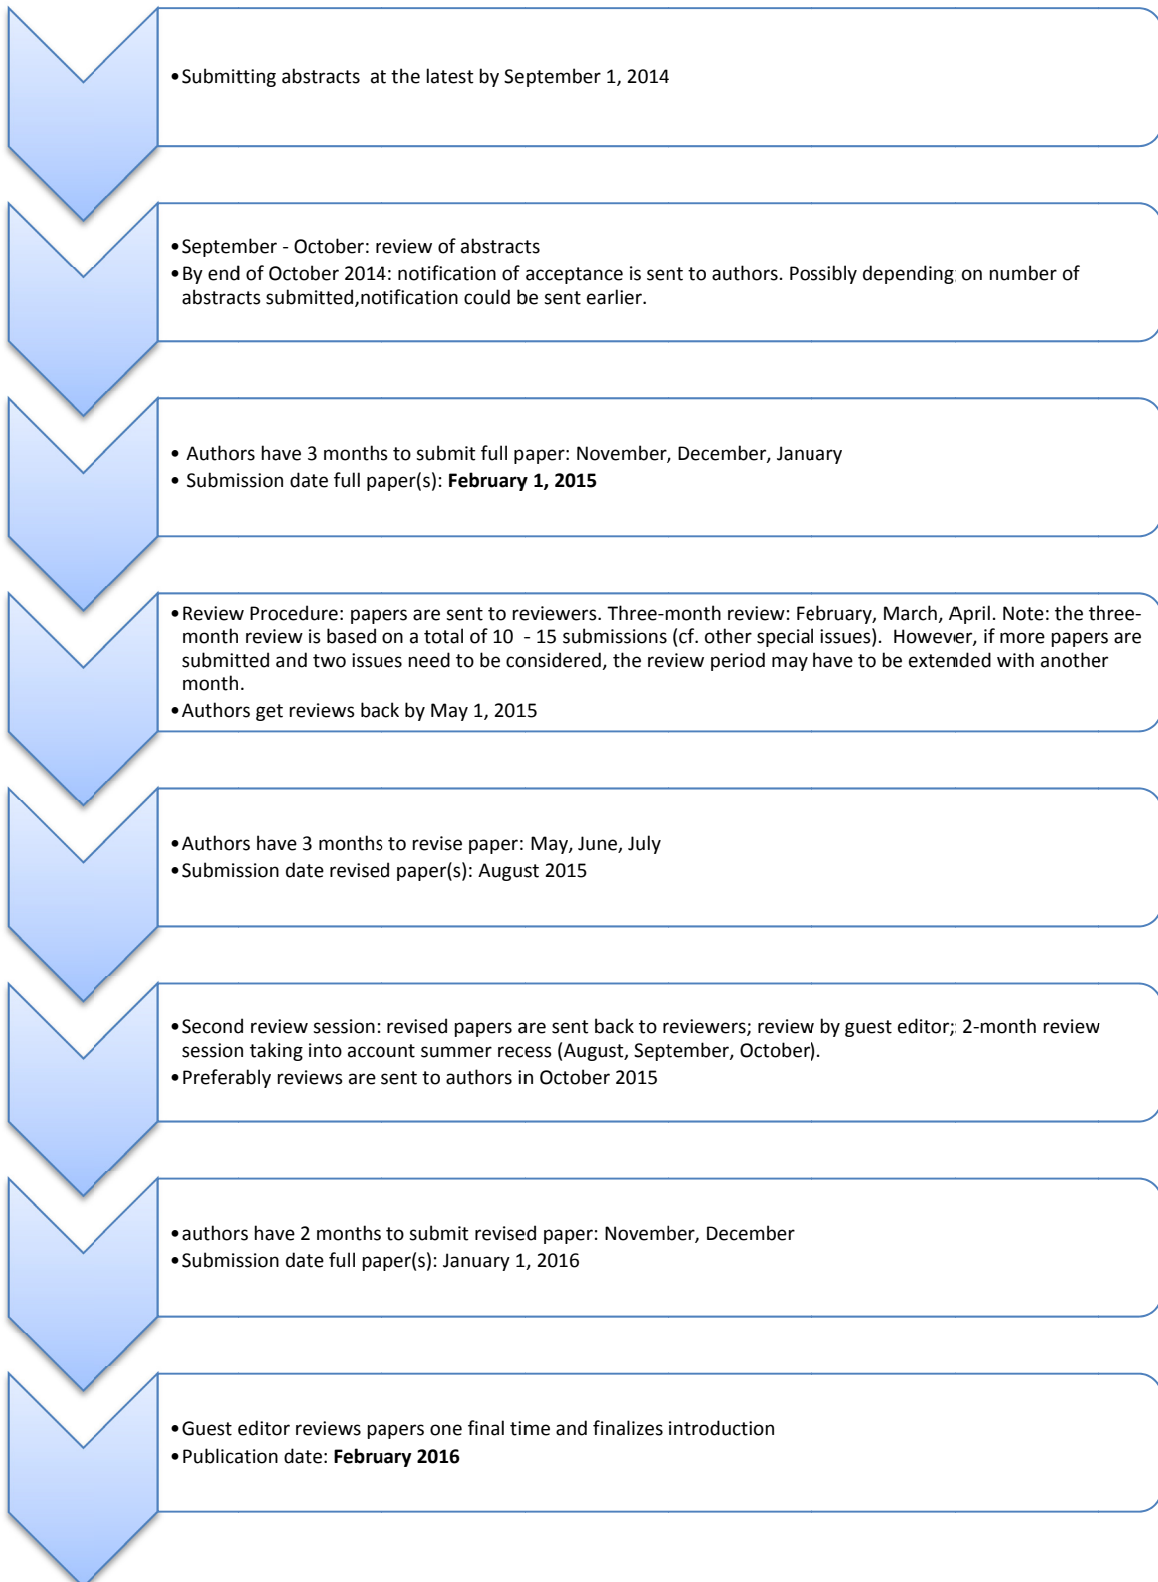 •Submitting abstracts at the latest by September 1, 2014
•September - October: review of abstracts
•By end of October 2014: notification of acceptance is sent to authors. Possibly depending on number of
abstracts submitted,notification could be sent earlier.
• Authors have 3 months to submit full paper: November, December, January
• Submission date full paper(s): February 1, 2015
•Review Procedure: papers are sent to reviewers. Three-month review: February, March, April. Note: the three-
month review is based on a total of 10 - 15 submissions (cf. other special issues). However, if more papers are
submitted and two issues need to be considered, the review period may have to be extended with another
month.
•Authors get reviews back by May 1, 2015
•Authors have 3 months to revise paper: May, June, July
•Submission date revised paper(s): August 2015
•Second review session: revised papers are sent back to reviewers; review by guest editor; 2-month review
session taking into account summer recess (August, September, October).
•Preferably reviews are sent to authors in October 2015
•authors have 2 months to submit revised paper: November, December
•Submission date full paper(s): January 1, 2016
•Guest editor reviews papers one final time and finalizes introduction
•Publication date: February 2016